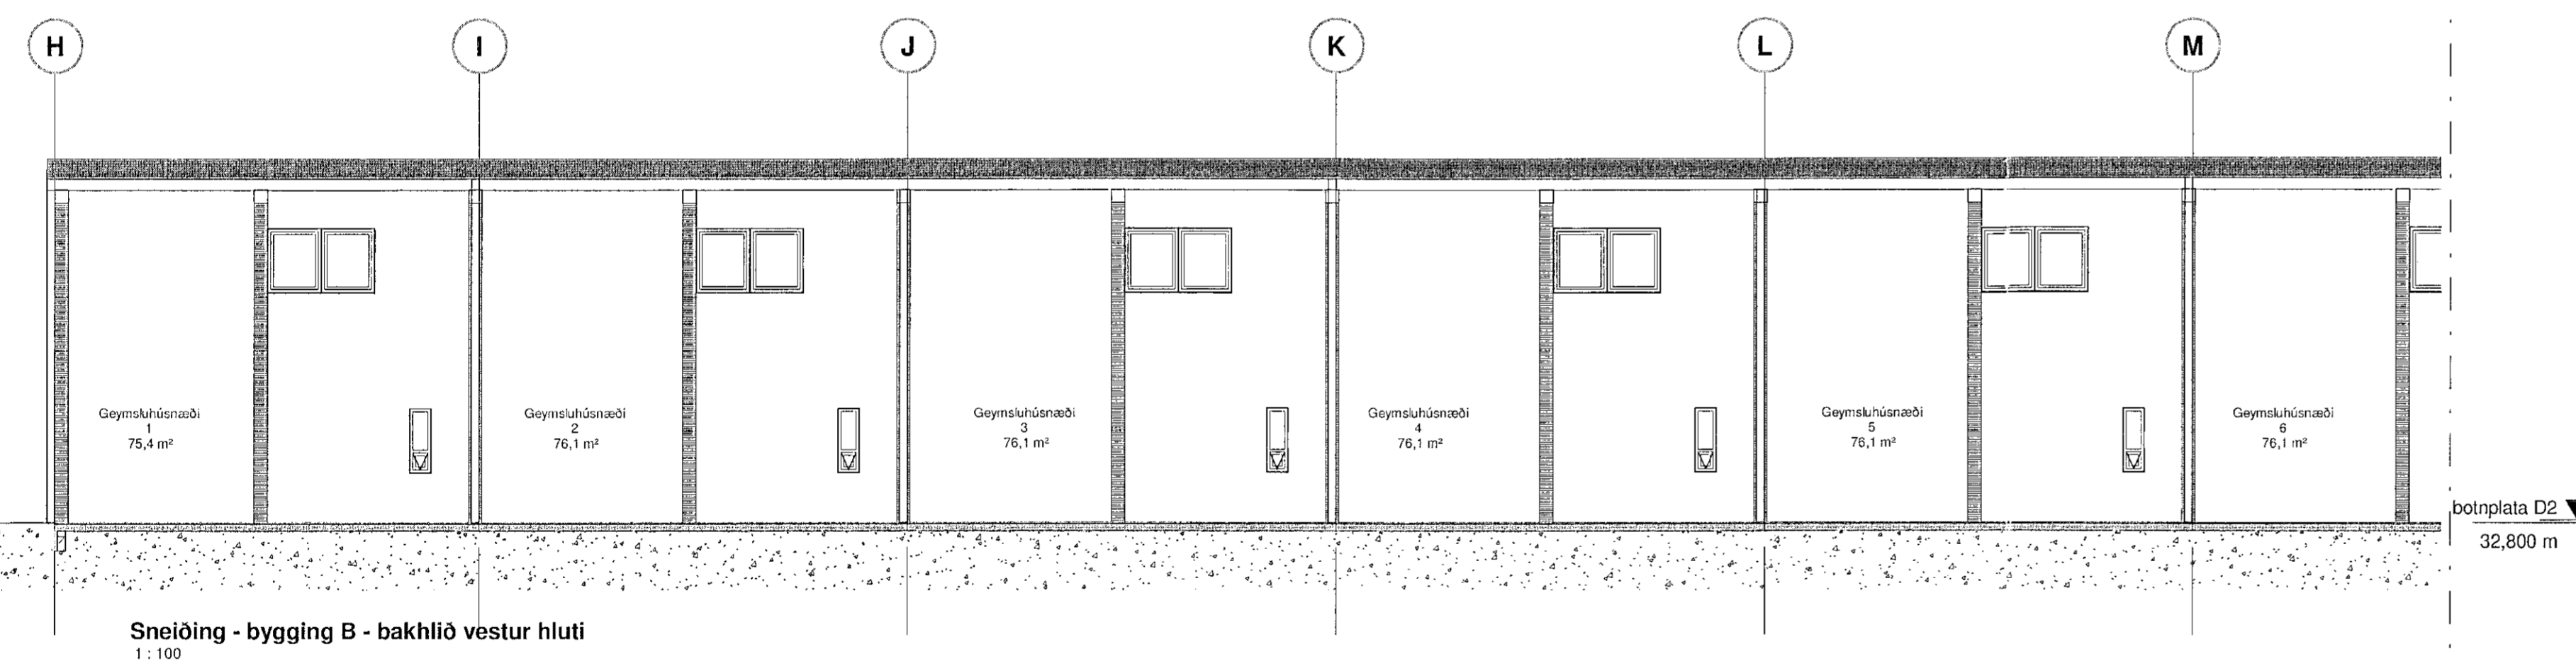 H
I
J
K
L
M
Geymsluhúsnæði
1
75,4 m²
Geymsluhúsnæði
2
76,1 m²
Geymsluhúsnæði
3
76,1 m²
Geymsluhúsnæði
4
76,1 m²
Geymsluhúsnæði
5
76,1 m²
Geymsluhúsnæði
6
76,1 m²
botnplata D2
32,800 m
Sneiðing - bygging B - bakhlið vestur hluti
1 : 100